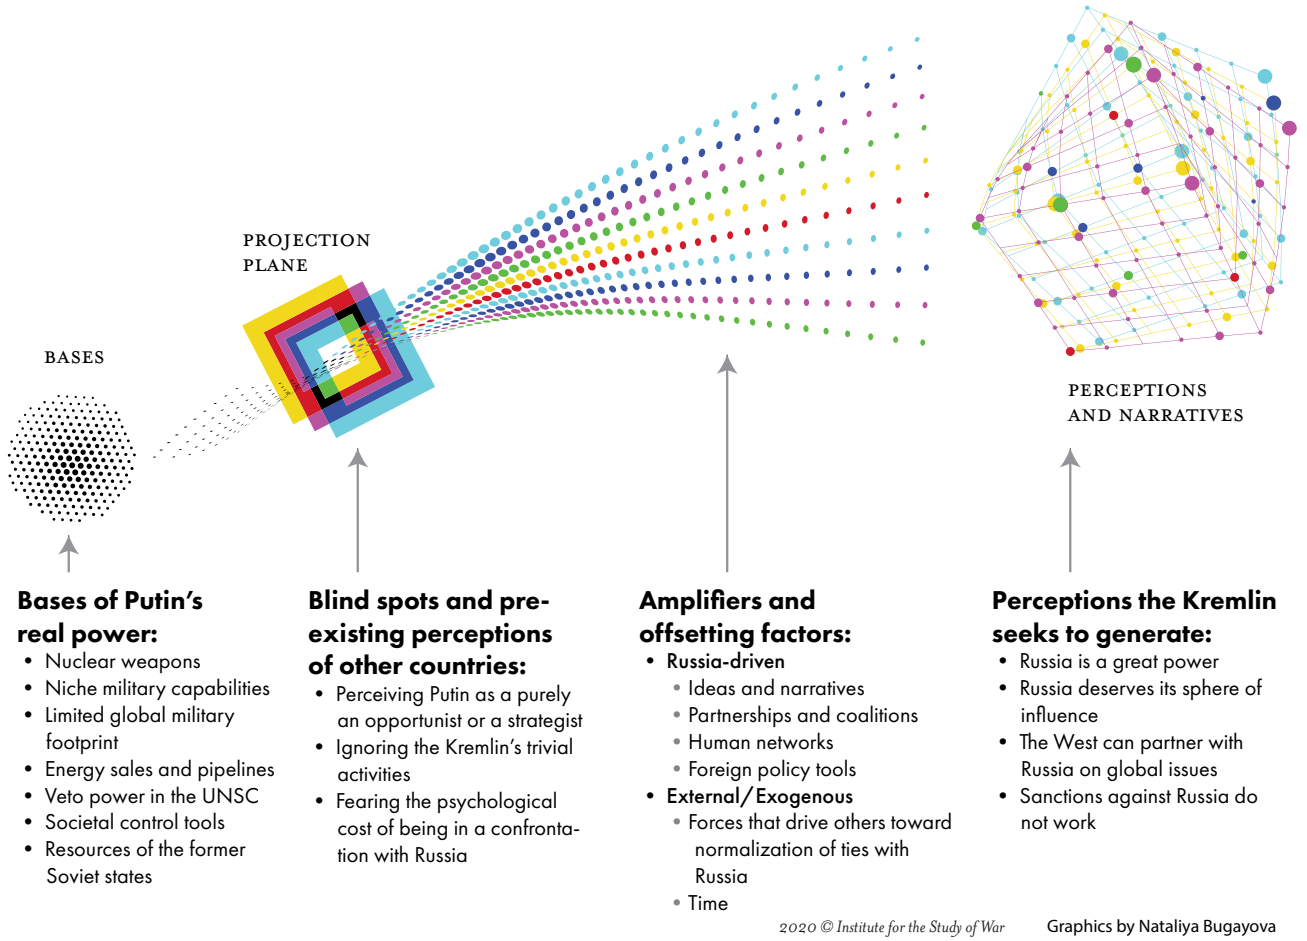 PROJECTION
PLANE
BASES
PERCEPTIONS
AND NARRATIVES
Bases of Putin's
real power:
• Nuclear weapons
• Niche military capabilities
• Limited global military
footprint
• Energy sales and pipelines
• Veto power in the UNSC
• Societal control tools
• Resources of the former
Soviet states
Blind spots and pre-
existing perceptions
of other countries:
• Perceiving Putin as a purely
an opportunist or a strategist
• Ignoring the Kremlin's trivial
activities
• Fearing the psychological
cost of being in a confronta-
tion with Russia
Amplifiers and
offsetting factors:
• Russia-driven
• Ideas and narratives
• Partnerships and coalitions
• Human networks
• Foreign policy tools
• External/Exogenous
• Forces that drive others toward
normalization of ties with
Russia
• Time
Perceptions the Kremlin
seeks to generate:
• Russia is a great power
• Russia deserves its sphere of
influence
• The West can partner with
Russia on global issues
• Sanctions against Russia do
not work
2020 © Institute for the Study of War
Graphics by Nataliya Bugayova